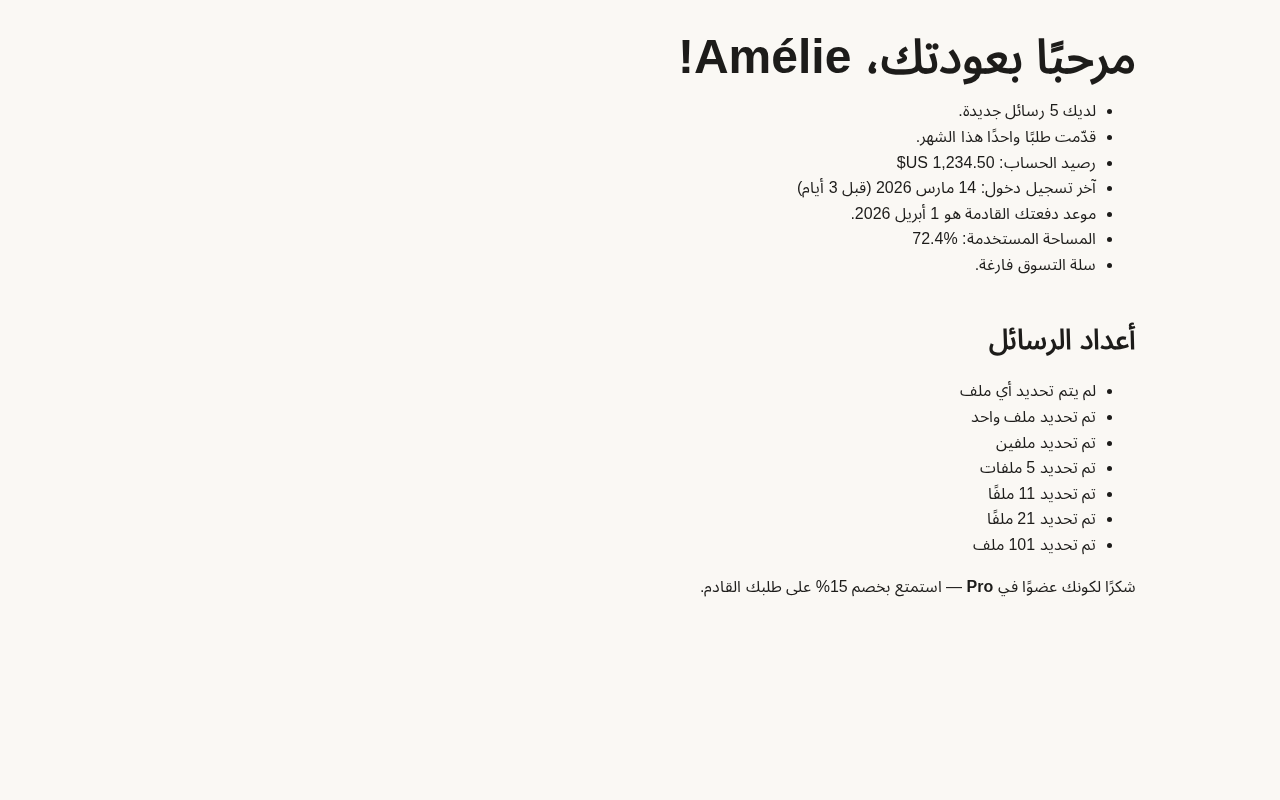 مرحبًا بعودتك، Amélie!
لديك 5 رسائل جديدة.
قدّمت طلبًا واحدًا هذا الشهر.
رصيد الحساب: US 1,234.50$
آخر تسجيل دخول: 14 مارس 2026 (قبل 3 أيام)
موعد دفعتك القادمة هو 1 أبريل 2026.
المساحة المستخدمة: 72.4%
سلة التسوق فارغة.
أعداد الرسائل
لم يتم تحديد أي ملف
تم تحديد ملف واحد
تم تحديد ملفين
تم تحديد 5 ملفات
تم تحديد 11 ملفًا
تم تحديد 21 ملفًا
تم تحديد 101 ملف
شكرًا لكونك عضوًا في Pro — استمتع بخصم 15% على طلبك القادم.